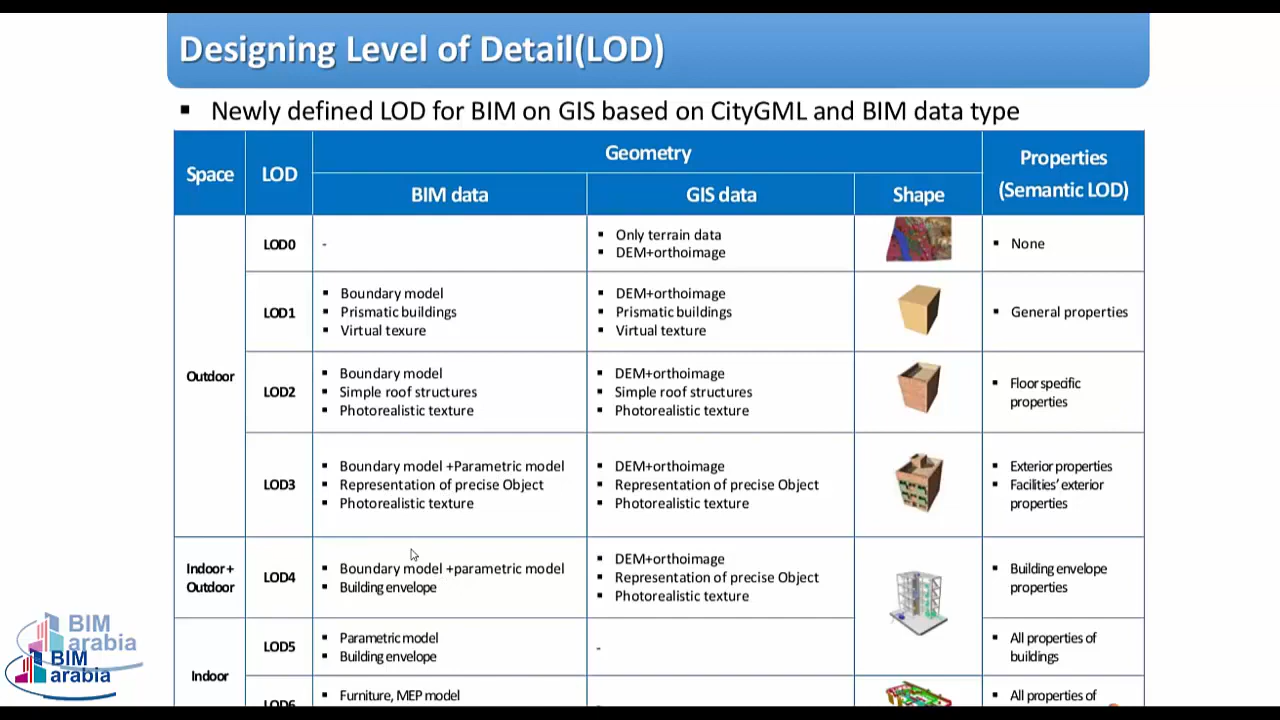 Designing Level of Detail(LOD)
▪ Newly defined LOD for BIM on GIS based on CityGML and BIM data type
Space
LOD
Geometry
Properties
(Semantic LOD)
BIM data
GIS data
Shape
Outdoor
LOD0
-
▪ Only terrain data
▪ DEM+orthoimage
▪ None
LOD1
▪ Boundary model
▪ Prismatic buildings
▪ Virtual texure
▪ DEM+orthoimage
▪ Prismatic buildings
▪ Virtual texture
▪ General properties
LOD2
▪ Boundary model
▪ Simple roof structures
▪ Photorealistic texture
▪ DEM+orthoimage
▪ Simple roof structures
▪ Photorealistic texture
▪ Floor specific
properties
LOD3
▪ Boundary model +Parametric model
▪ Representation of precise Object
▪ Photorealistic texture
▪ DEM+orthoimage
▪ Representation of precise Object
▪ Photorealistic texture
▪ Exterior properties
▪ Facilities’ exterior
properties
Indoor +
Outdoor
LOD4
▪ Boundary model +parametric model
▪ Building envelope
▪ DEM+orthoimage
▪ Representation of precise Object
▪ Photorealistic texture
▪ Building envelope
properties
Indoor
LOD5
▪ Parametric model
▪ Building envelope
-
▪ All properties of
buildings
LOD6
▪ Furniture, MEP model
▪ All properties of
BIM
arabia
BIM
arabia